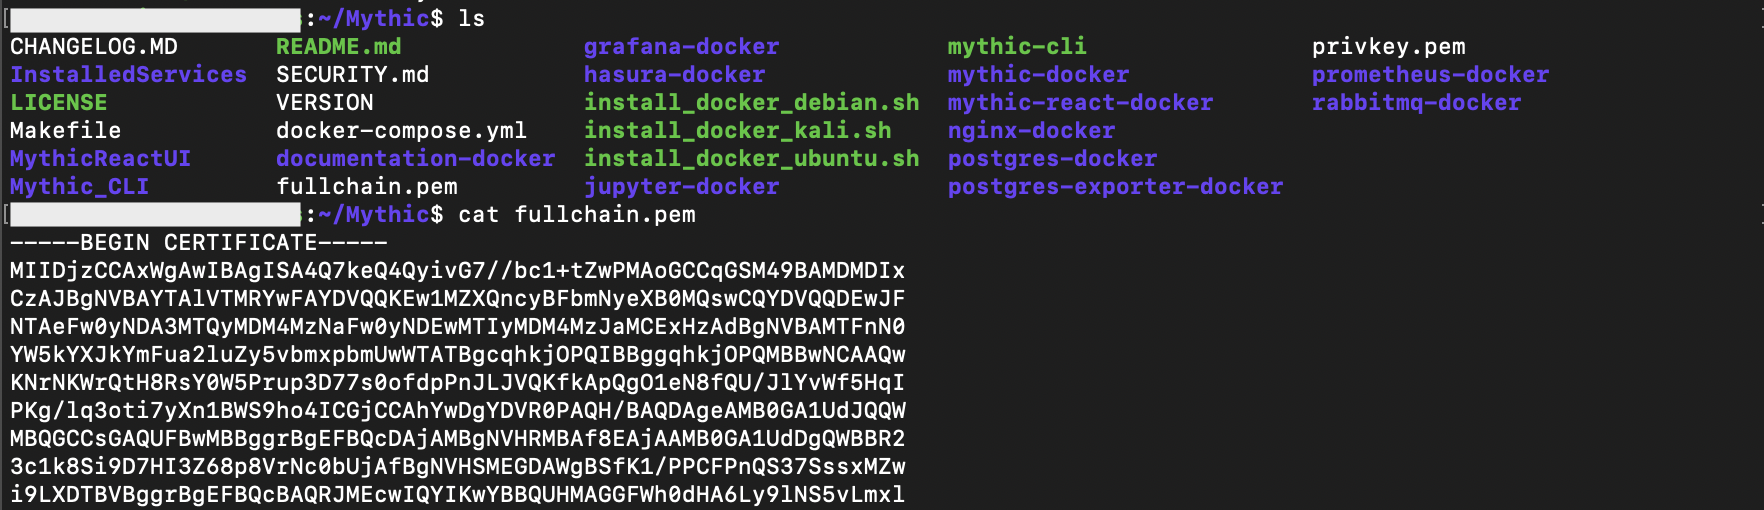 :~/Mythic$ ls
CHANGELOG.MD README.md grafana-docker mythic-cli privkey.pem
InstalledServices SECURITY.md hasura-docker mythic-docker prometheus-docker
LICENSE VERSION install_docker_debian.sh mythic-react-docker rabbitmq-docker
Makefile docker-compose.yml install_docker_kali.sh nginx-docker
MythicReactUI documentation-docker install_docker_ubuntu.sh postgres-docker
Mythic_CLI fullchain.pem jupyter-docker postgres-exporter-docker
:~/Mythic$ cat fullchain.pem
-----BEGIN CERTIFICATE-----
MIIDjzCCAxWgAwIBAgISA4Q7keQ4QyivG7//bc1+tZwPMAoGCCqGSM49BAMDMDIx
CzAJBgNVBAYTAlVTMRYwFAYDVQQKEw1MZXQncyBFbmNyeXB0MQswCQYDVQQDEwJF
NTAeFw0yNDA3MTQyMDM4MzNaFw0yNDEwMTIyMDM4MzJaMCExHzAdBgNVBAMTFnN0
YW5kYXJkYmFua2luZy5vbmxpbmUwWTATBgcqhkjOPQIBBggqhkjOPQMBBwNCAAQw
KNrNKWrQtH8RsY0W5Prup3D77s0ofdpPnJLJVQKfkApQgO1eN8fQU/JlYvWf5HqI
PKg/lq3oti7yXn1BWS9ho4ICGjCCAhYwDgYDVR0PAQH/BAQDAgeAMB0GA1UdJQQW
MBQGCCsGAQUFBwMBBggrBgEFBQcDAjAMBgNVHRMBAf8EAjAAMB0GA1UdDgQWBBR2
3c1k8Si9D7HI3Z68p8VrNc0bUjAfBgNVHSMEGDAWgBSfK1/PPCFPnQS37SssxMZw
i9LXDTBVBggrBgEFBQcBAQRJMEcwIQYIKwYBBQUHMAGGFWh0dHA6Ly9lNS5vLmxl